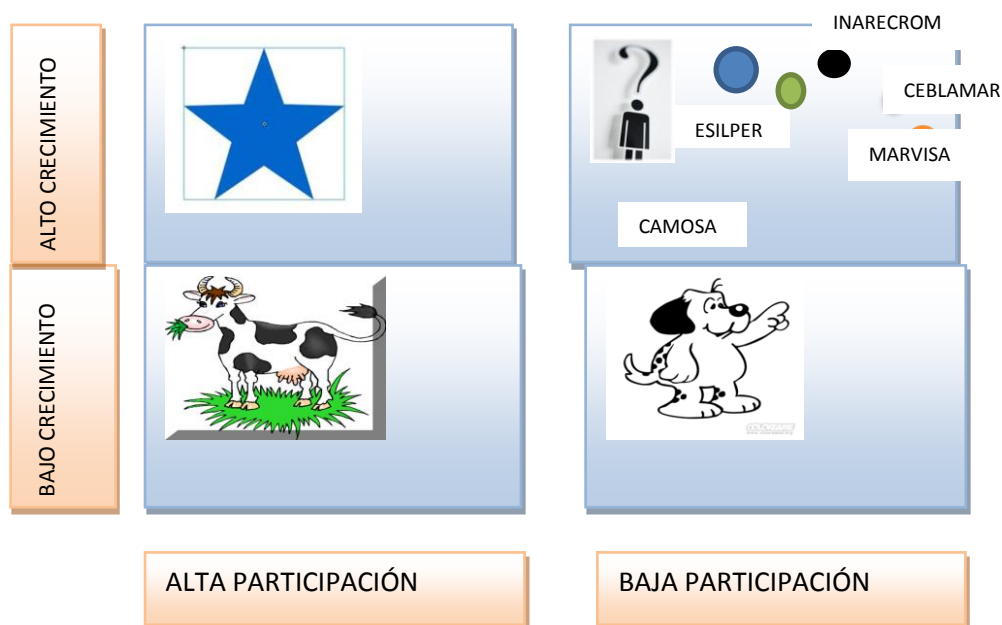 INARECROM
ALTO CRECIMIENTO
CEBLAMAR
ESILPER
MARVISA
CAMOSA
BAJO CRECIMIENTO
ALTA PARTICIPACIÓN
BAJA PARTICIPACIÓN